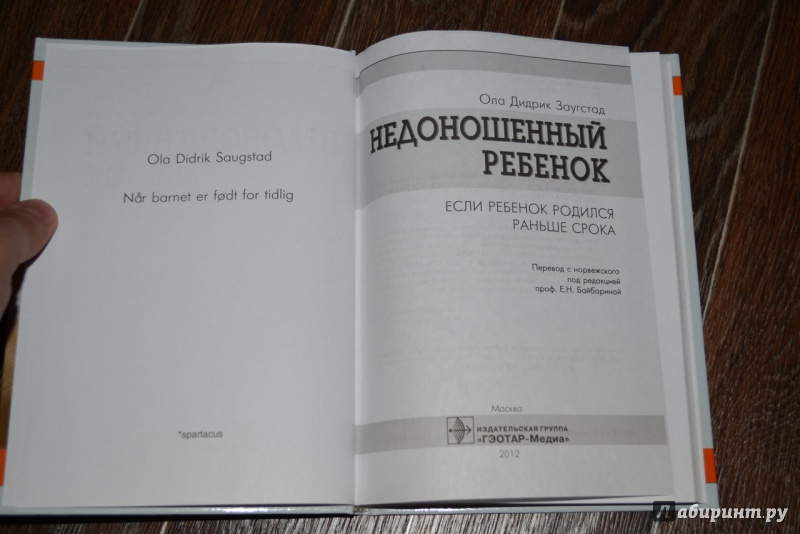 Ola Didrik Saugstad
Når barnet er født for tidlig
*spartacus
Ола Дидрик Заугстад
НЕДОНОШЕННЫЙ
РЕБЕНОК
ЕСЛИ РЕБЕНОК РОДИЛСЯ
РАНЬШЕ СРОКА
Перевод с норвежского
под редакцией
проф. Е.Н. Байбариной
Москва
ИЗДАТЕЛЬСКАЯ ГРУППА
«ГЭОТАР-Медиа»
2012
Лабиринт.ру